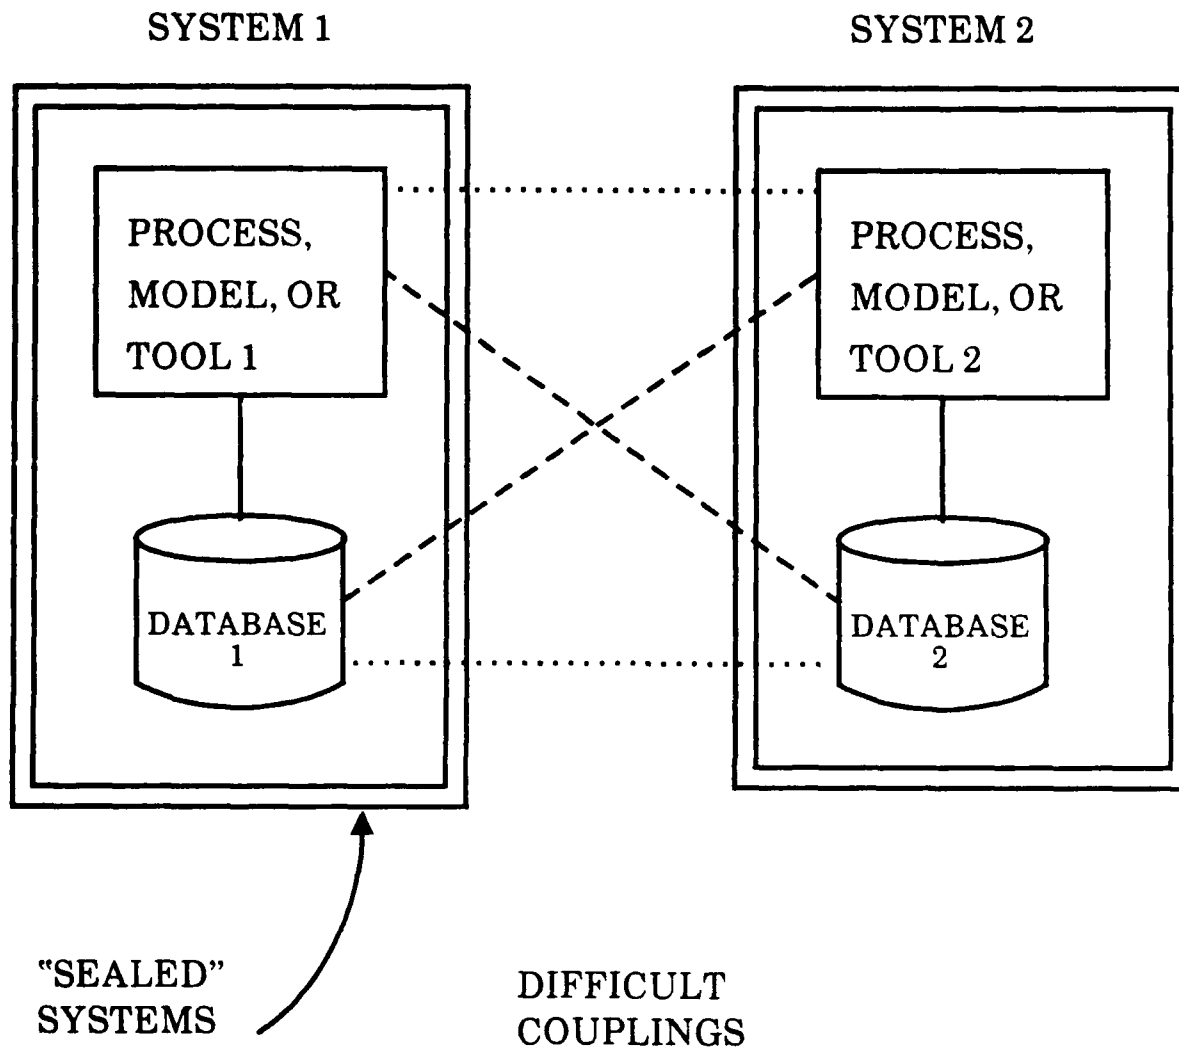 SYSTEM 1
SYSTEM 2
PROCESS,
MODEL, OR
TOOL 1
PROCESS,
MODEL, OR
TOOL 2
DATABASE
1
DATABASE
2
“SEALED”
SYSTEMS
DIFFICULT
COUPLINGS